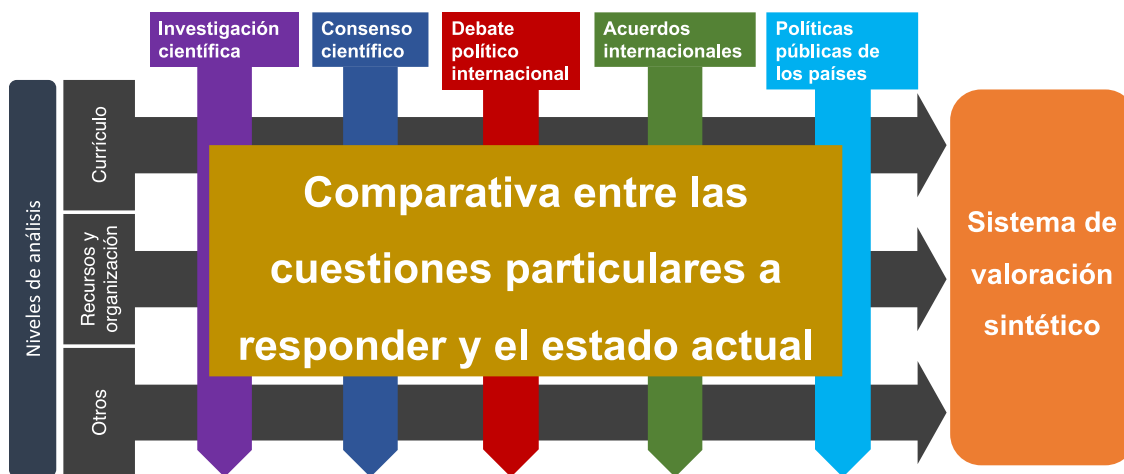 Investigación
científica
Consenso
científico
Debate
político
internacional
Acuerdos
internacionales
Políticas
públicas de
los países
Niveles de análisis
Currículo
Recursos y
organización
Otros
Comparativa entre las
cuestiones particulares a
responder y el estado actual
Sistema de
valoración
sintético